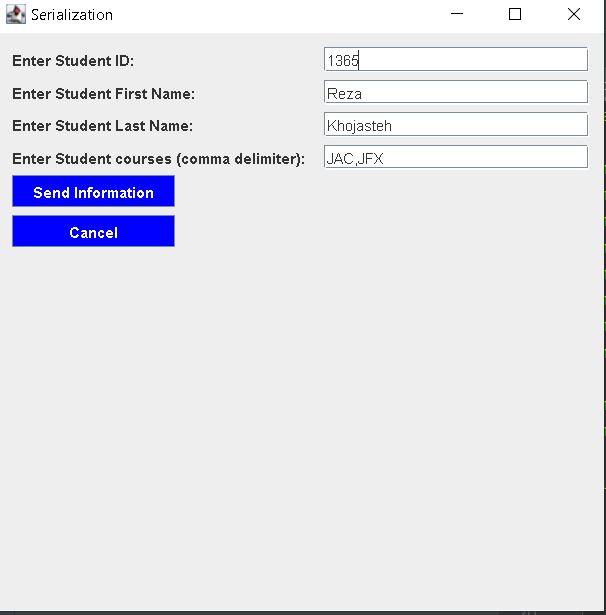 Serialization
Enter Student ID: 1365
Enter Student First Name: Reza
Enter Student Last Name: Khojasteh
Enter Student courses (comma delimiter): JAC,JFX
Send Information
Cancel